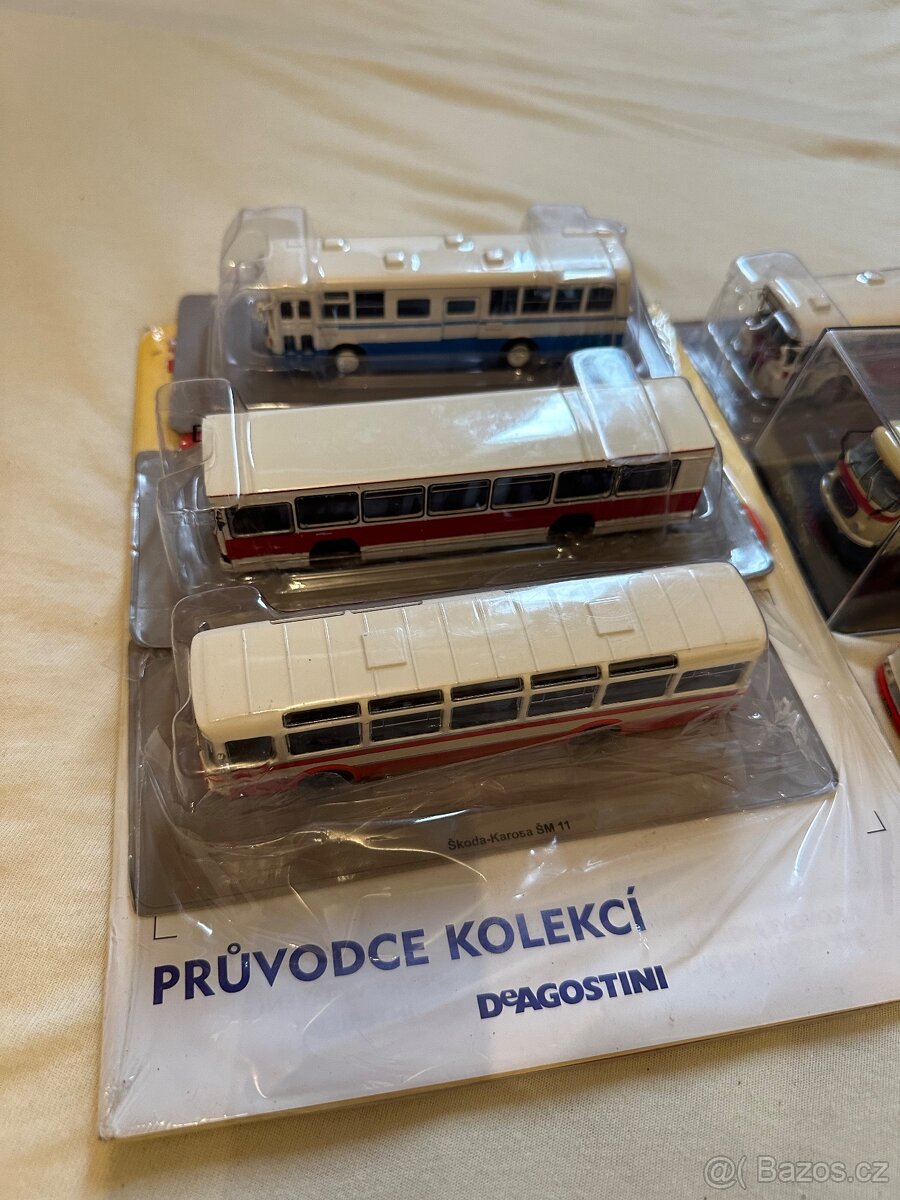 Škoda-Karosa ŠM 11
PRŮVODCE KOLEKCÍ
DeAGOSTINI
@( Bazos.cz